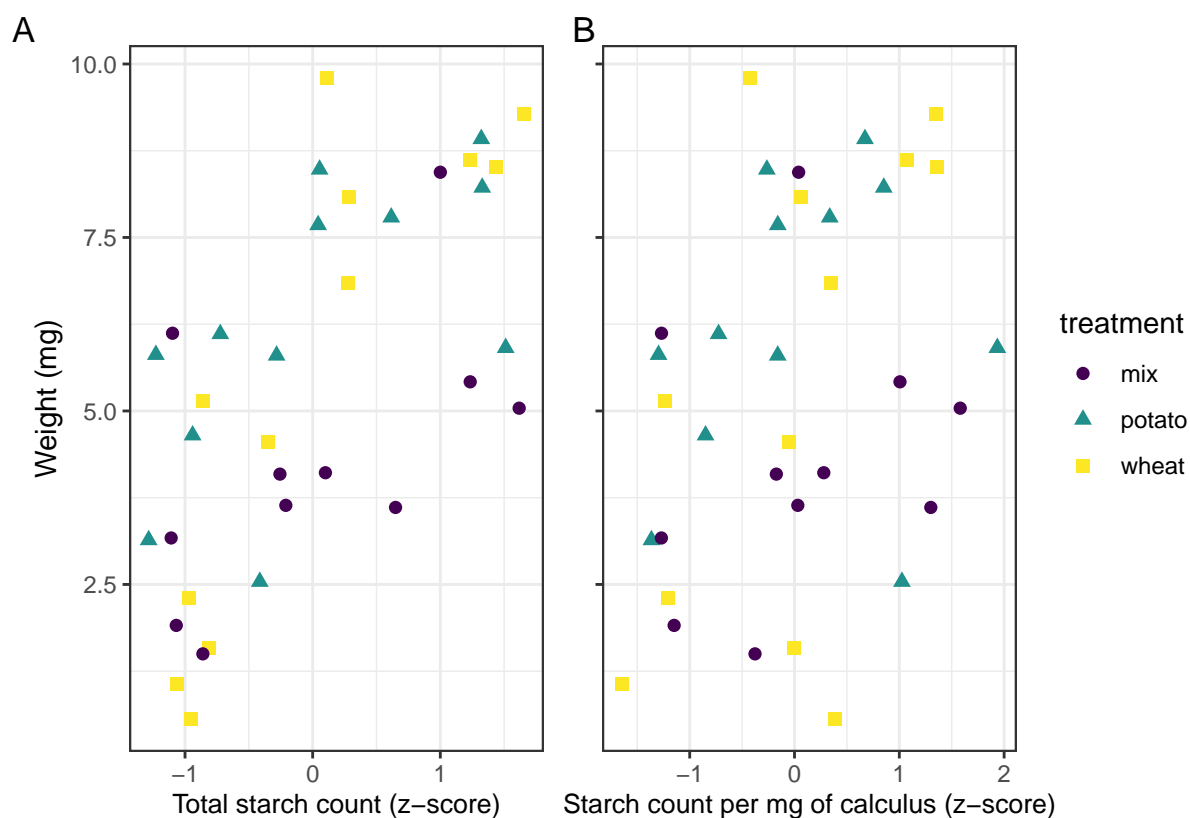 A
B
10.0
7.5
5.0
2.5
Weight (mg)
−1
0
1
Total starch count (z−score)
−1
0
1
2
Starch count per mg of calculus (z−score)
treatment
mix
potato
wheat